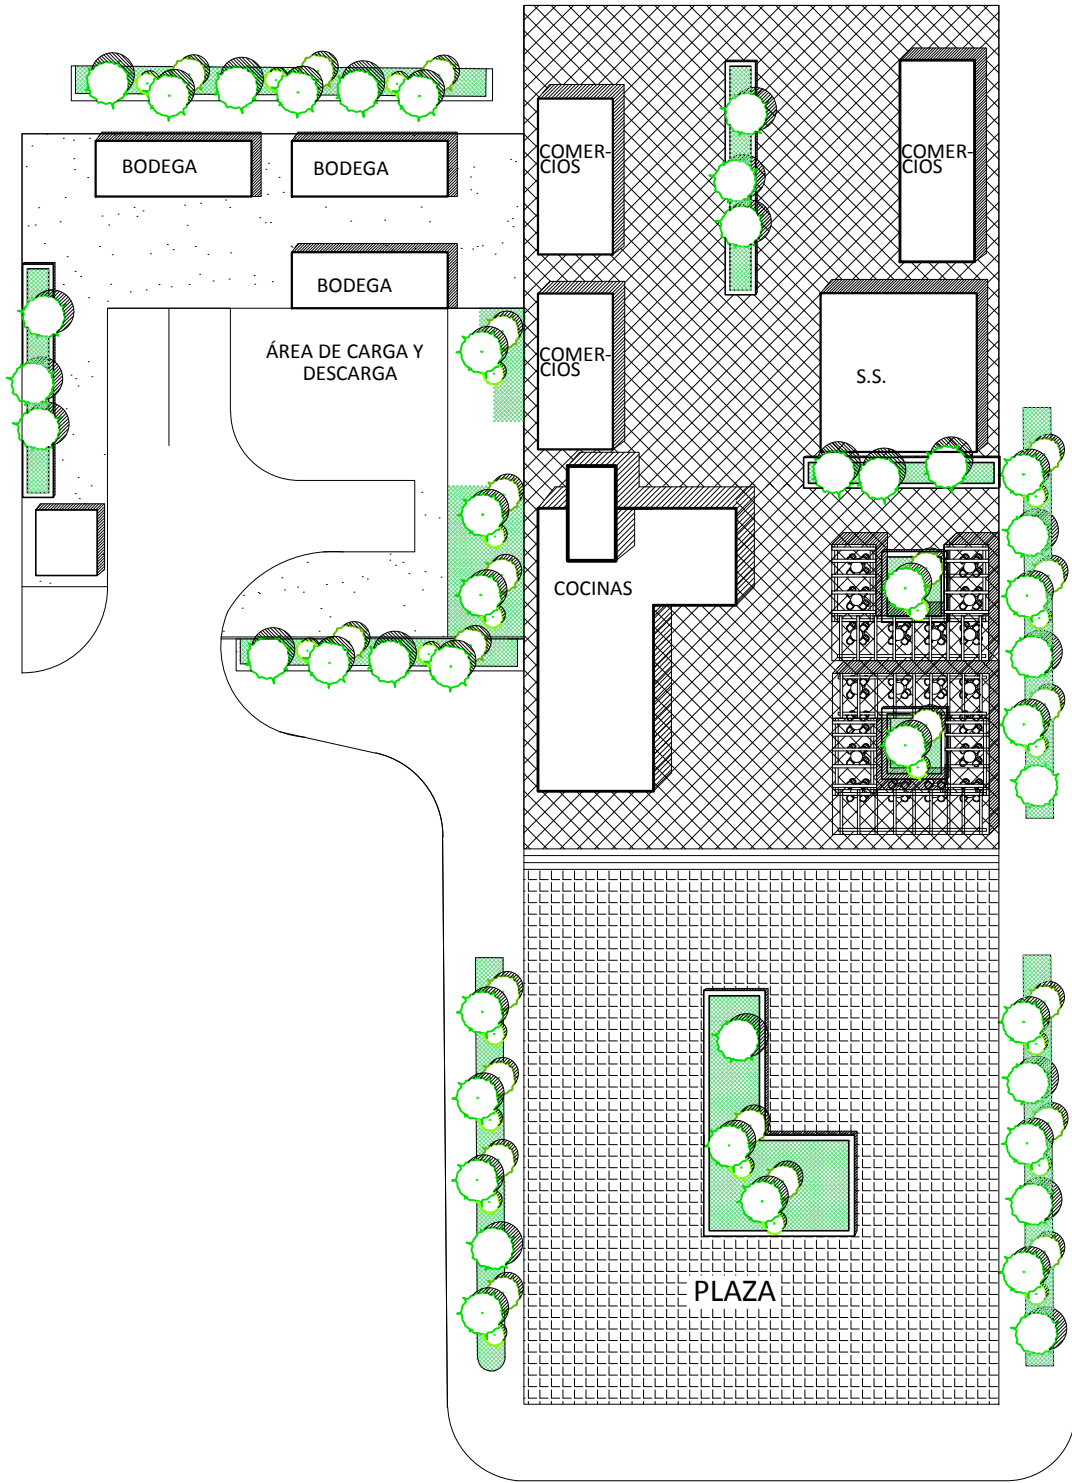 BODEGA
BODEGA
COMER-
CIOS
COMER-
CIOS
BODEGA
ÁREA DE CARGA Y
DESCARGA
COMER-
CIOS
S.S.
COCINAS
PLAZA